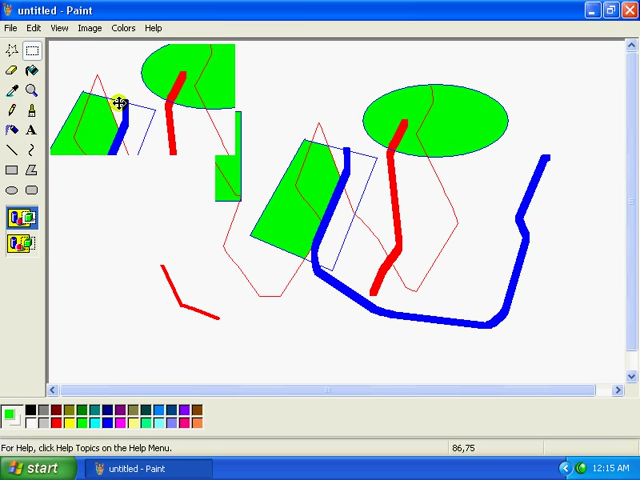 untitled - Paint
File Edit View Image Colors Help
A
For Help, click Help Topics on the Help Menu.
86,75
start
untitled - Paint
12:15 AM